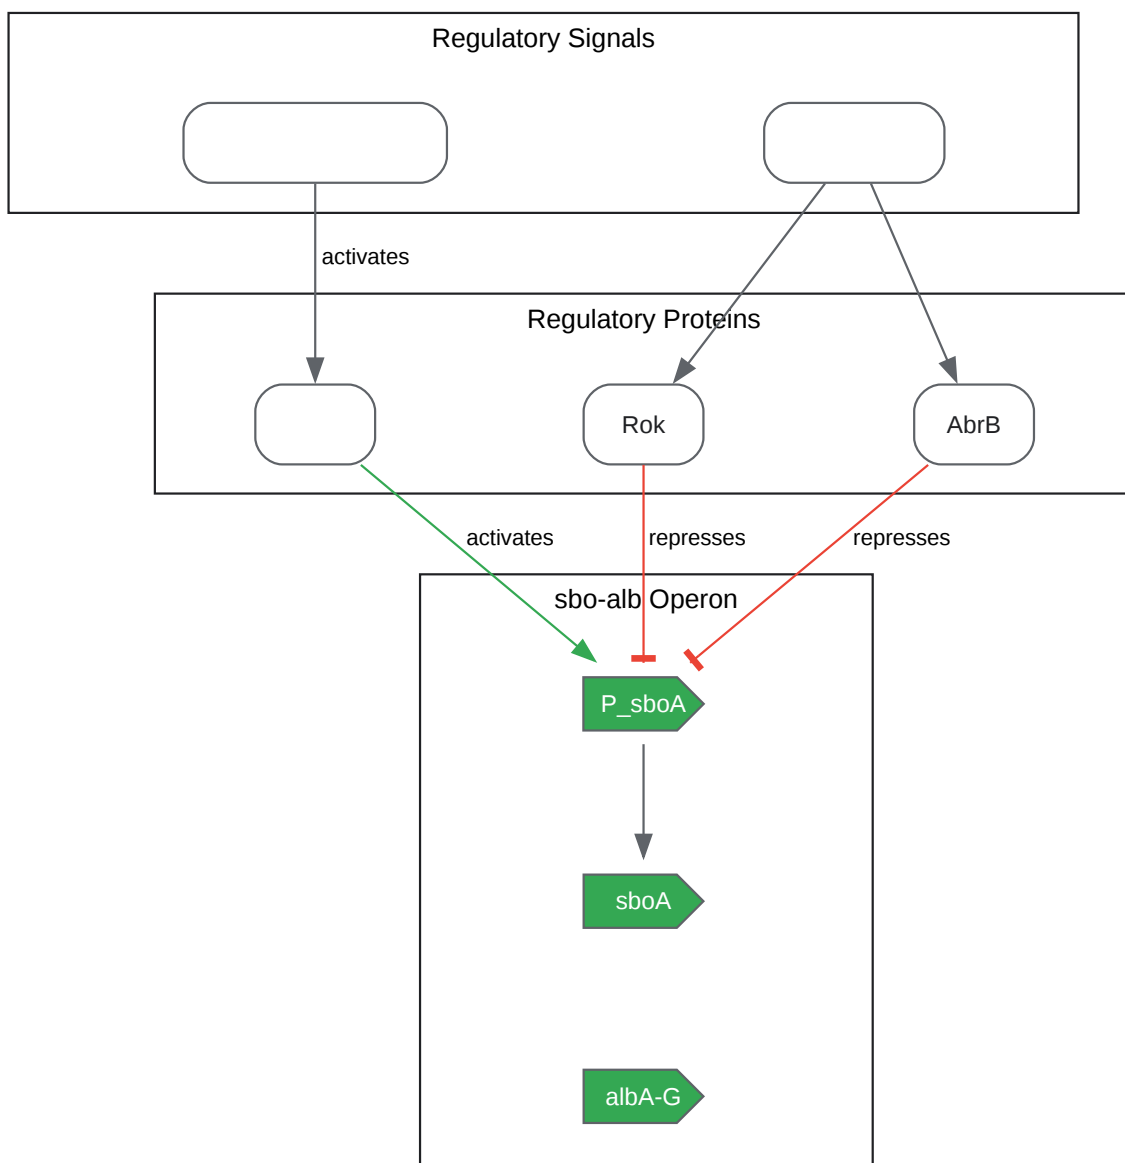 Regulatory Signals
activates
Regulatory Proteins
Rok
AbrB
activates
represses
represses
sbo-alb Operon
P_sboA
sboA
albA-G